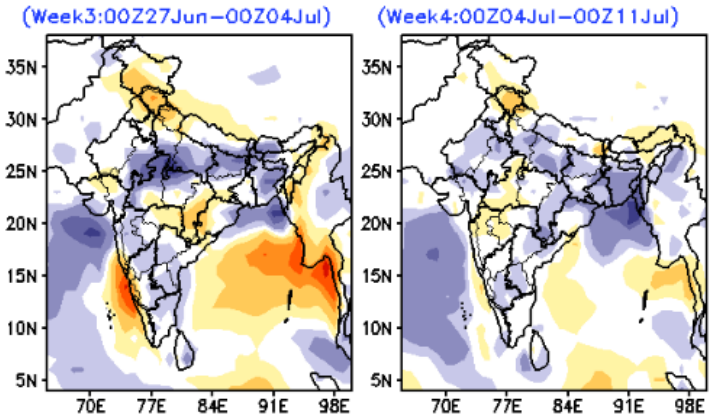 (Week3:00Z27Jun−00Z04Jul)
(Week4:00Z04Jul−00Z11Jul)
35N
30N
25N
20N
15N
10N
5N
70E 77E 84E 91E 98E
35N
30N
25N
20N
15N
10N
5N
70E 77E 84E 91E 98E